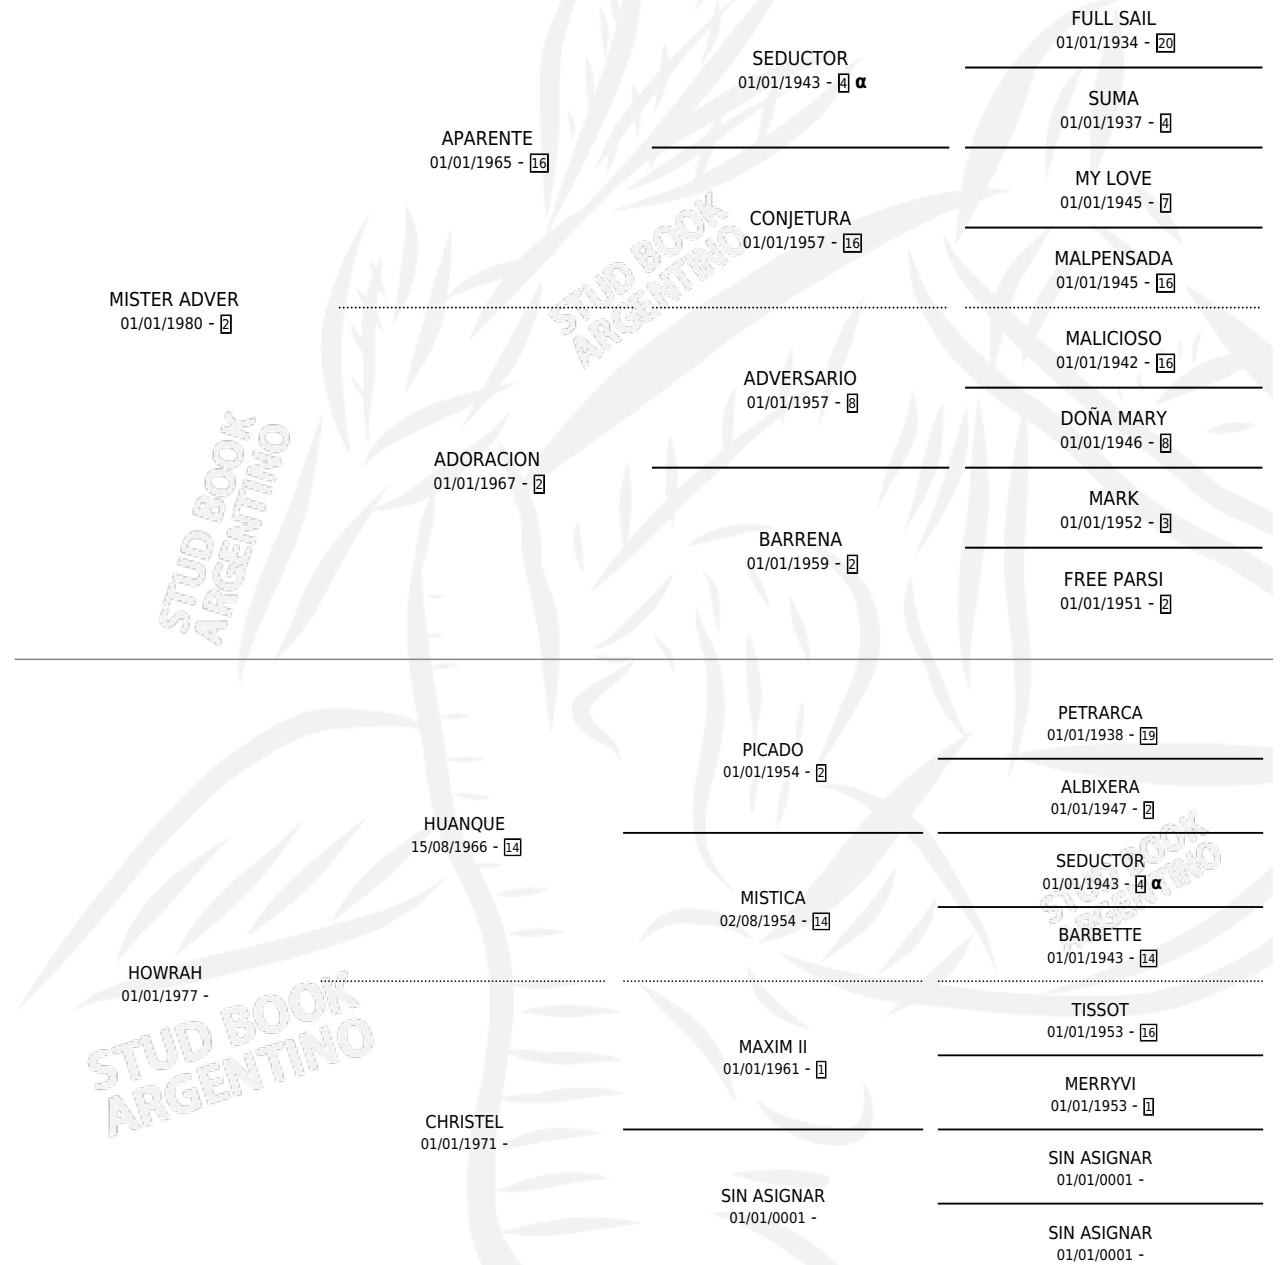 FULL SAIL
01/01/1934 - 20
SEDUCTOR
01/01/1943 - 4 α
SUMA
01/01/1937 - 4
APARENTE
01/01/1965 - 16
MY LOVE
01/01/1945 - 7
CONJETURA
01/01/1957 - 16
MALPENSADA
01/01/1945 - 16
MISTER ADVER
01/01/1980 - 2
MALICIOSO
01/01/1942 - 16
ADVERSARIO
01/01/1957 - 8
DOÑA MARY
01/01/1946 - 8
ADORACION
01/01/1967 - 2
MARK
01/01/1952 - 3
BARRENA
01/01/1959 - 2
FREE PARSI
01/01/1951 - 2
PETRARCA
01/01/1938 - 19
PICADO
01/01/1954 - 2
ALBIXERA
01/01/1947 - 2
HUANQUE
15/08/1966 - 14
SEDUCTOR
01/01/1943 - 4 α
MISTICA
02/08/1954 - 14
BARBETTE
01/01/1943 - 14
HOWRAH
01/01/1977 -
TISSOT
01/01/1953 - 16
MAXIM II
01/01/1961 - 1
MERRYVI
01/01/1953 - 1
CHRISTEL
01/01/1971 -
SIN ASIGNAR
01/01/0001 -
SIN ASIGNAR
01/01/0001 -
SIN ASIGNAR
01/01/0001 -
STUD BOOK
ARGENTINO
STUD BOOK
ARGENTINO
STUD BOOK
ARGENTINO
STUD BOOK
ARGENTINO